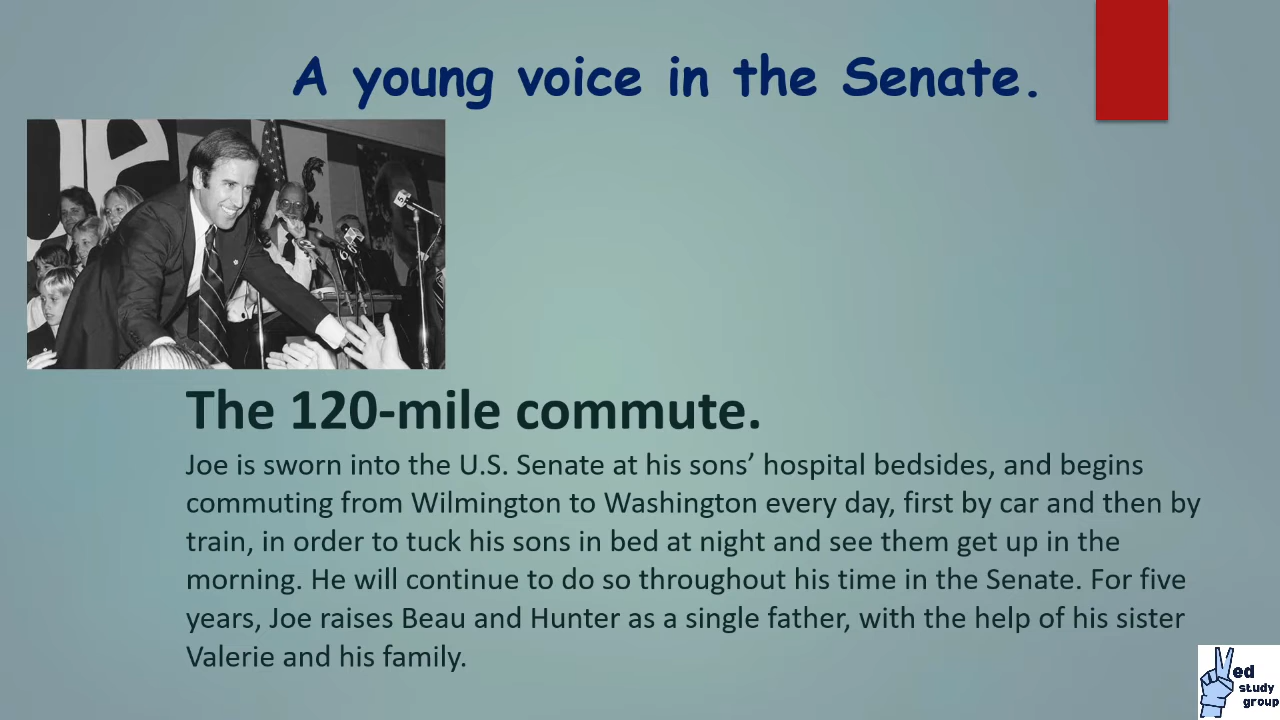 A young voice in the Senate.
The 120-mile commute.
Joe is sworn into the U.S. Senate at his sons’ hospital bedsides, and begins
commuting from Wilmington to Washington every day, first by car and then by
train, in order to tuck his sons in bed at night and see them get up in the
morning. He will continue to do so throughout his time in the Senate. For five
years, Joe raises Beau and Hunter as a single father, with the help of his sister
Valerie and his family.
ed
study
group